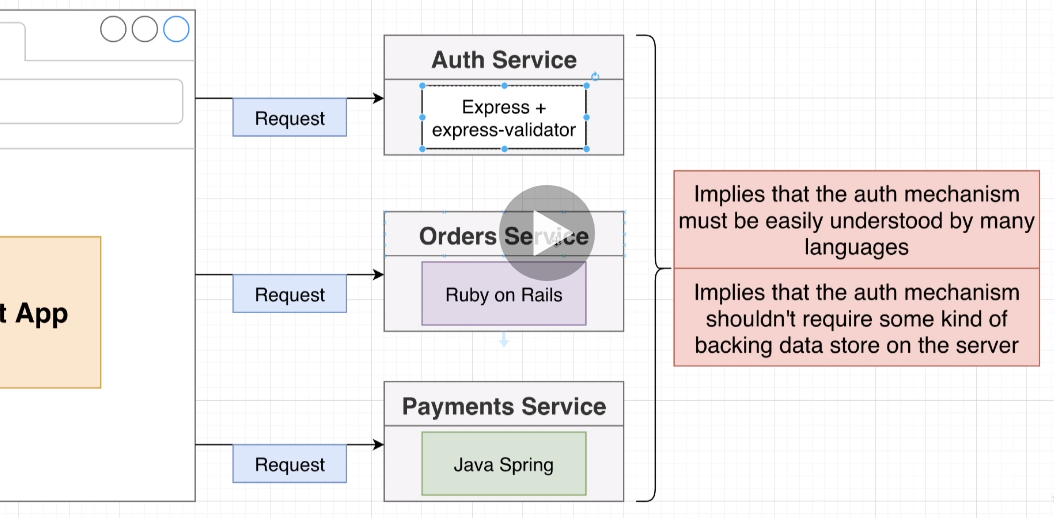 Auth Service
Express +
express-validator
Request
Orders Service
Ruby on Rails
Request
Payments Service
Java Spring
Request
t App
Implies that the auth mechanism
must be easily understood by many
languages
Implies that the auth mechanism
shouldn't require some kind of
backing data store on the server